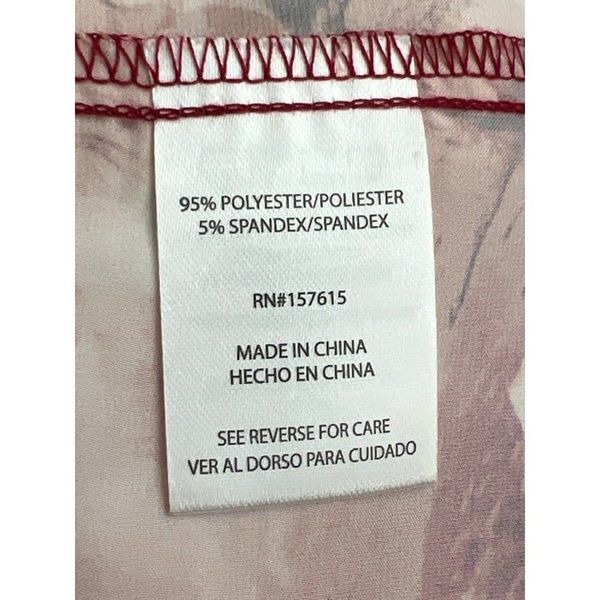 95% POLYESTER/POLIESTER
5% SPANDEX/SPANDEX
RN#157615
MADE IN CHINA
HECHO EN CHINA
SEE REVERSE FOR CARE
VER AL DORSO PARA CUIDADO